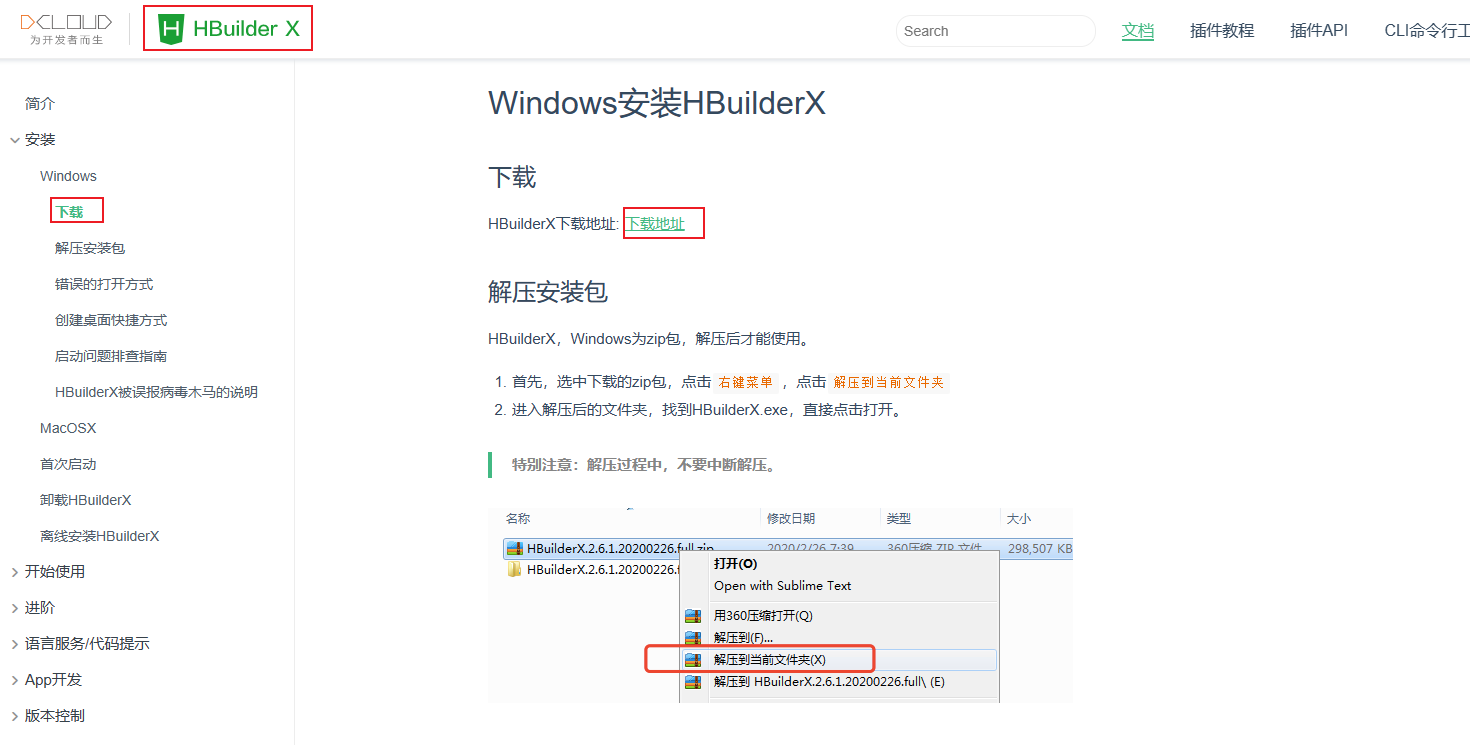 DCLOUD
为开发者而生
HBuilder X
Search
文档
插件教程
插件API
CLI命令行工
简介
安装
Windows
下载
解压安装包
错误的打开方式
创建桌面快捷方式
启动问题排查指南
HBuilderX被误报病毒木马的说明
MacOSX
首次启动
卸载HBuilderX
离线安装HBuilderX
开始使用
进阶
语言服务/代码提示
App开发
版本控制
Windows安装HBuilderX
下载
HBuilderX下载地址: 下载地址
解压安装包
HBuilderX，Windows为zip包，解压后才能使用。
1. 首先，选中下载的zip包，点击 右键菜单 ，点击 解压到当前文件夹
2. 进入解压后的文件夹，找到HBuilderX.exe，直接点击打开。
特别注意：解压过程中，不要中断解压。
名称 修改日期 类型 大小
HBuilderX.2.6.1.20200226.full.zip 2020/2/26 7:39 360压缩 ZIP 文件 298,507 KB
HBuilderX.2.6.1.20200226.f
打开(O)
Open with Sublime Text
用360压缩打开(Q)
解压到(F)...
解压到当前文件夹(X)
解压到 HBuilderX.2.6.1.20200226.full\ (E)